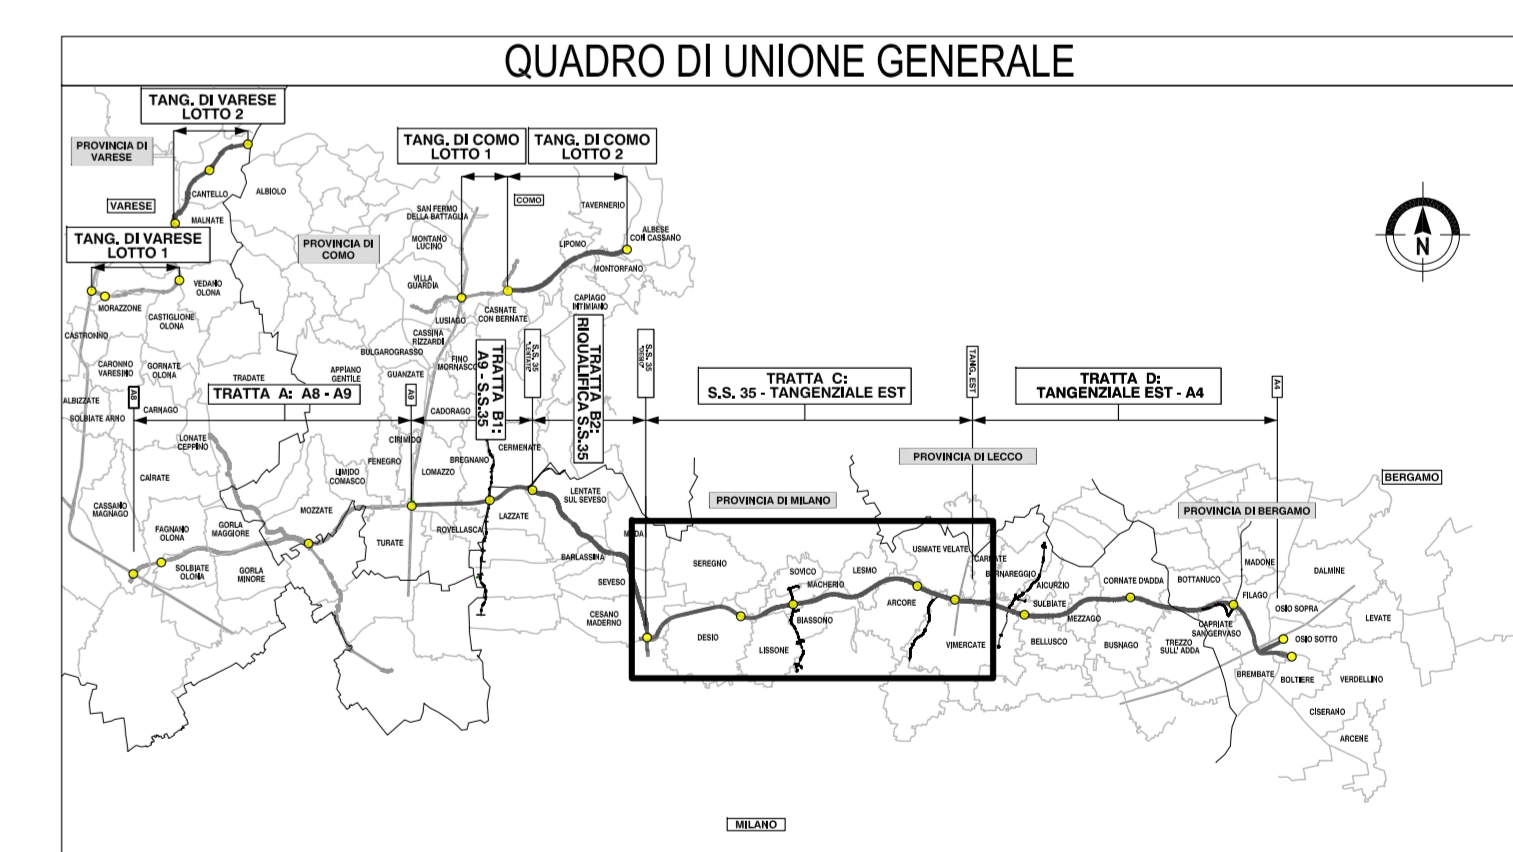 QUADRO DI UNIONE GENERALE
TANG. DI VARESE
LOTTO 2
PROVINCIA DI
VARESE
CANTELLO
ALBIOLO
VARESE
MALNATE
TANG. DI VARESE
LOTTO 1
VEDANO
OLONA
MORAZZONE
CASTIGLIONE
OLONA
CASTRONNO
CARONNO
VARESINO
GORNATE
OLONA
ALBIZZATE
SOLBIATE ARNO
CARNAGO
TRADATE
PROVINCIA DI
COMO
TANG. DI COMO
LOTTO 1
TANG. DI COMO
LOTTO 2
COMO
SAN FERMO
DELLA BATTAGLIA
TAVERNERIO
MONTANO
LUCINO
LIPOMO
ALBESE
CON CASSANO
MONTORFANO
VILLA
GUARDIA
LUSIAGO
CASNATE
CON BERNATE
CAPIAGO
INTIMIANO
CASSINA
RIZZARDI
BULGAROGRASSO
FINO
MORNASCO
APPIANO
GENTILE
GUANZATE
CADORAGO
A8
TRATTA A: A8 - A9
A9
TRATTA B1:
A9 - S.S.35
S.S. 35
"LENTATE"
TRATTA B2:
RIQUALIFICA S.S.35
S.S. 35
TRATTA C:
S.S. 35 - TANGENZIALE EST
TANG. EST
TRATTA D:
TANGENZIALE EST - A4
A4
N
LONATE
CEPPINO
CAIRATE
CASSANO
MAGNAGO
FAGNANO
OLONA
SOLBIATE
OLONA
GORLA
MAGGIORE
GORLA
MINORE
MOZZATE
LIMIDO
COMASCO
FENEGRO
CIRIMIDO
LOMAZZO
BREGNANO
CERMENATE
TURATE
ROVELLASCA
LAZZATE
LENTATE
SUL SEVESO
BARLASSINA
MEDA
SEVESO
CESANO
MADERNO
PROVINCIA DI MILANO
PROVINCIA DI LECCO
PROVINCIA DI BERGAMO
BERGAMO
SEREGNO
DESIO
SOVICO
MACHERIO
BIASSONO
LISSONE
LESMO
ARCORE
USMATE VELATE
CARNATE
BERNAREGGIO
VIMERCATE
AICURZIO
SULBIATE
BELLUSCO
MEZZAGO
CORNATE D'ADDA
BUSNAGO
BOTTANUCO
TREZZO
SULL' ADDA
CAPRIATE
SAN GERVASO
MADONE
FILAGO
DALMINE
OSIO SOPRA
OSIO SOTTO
LEVATE
BREMBATE
BOLTIERE
VERDELLINO
CISERANO
ARCENE
MILANO